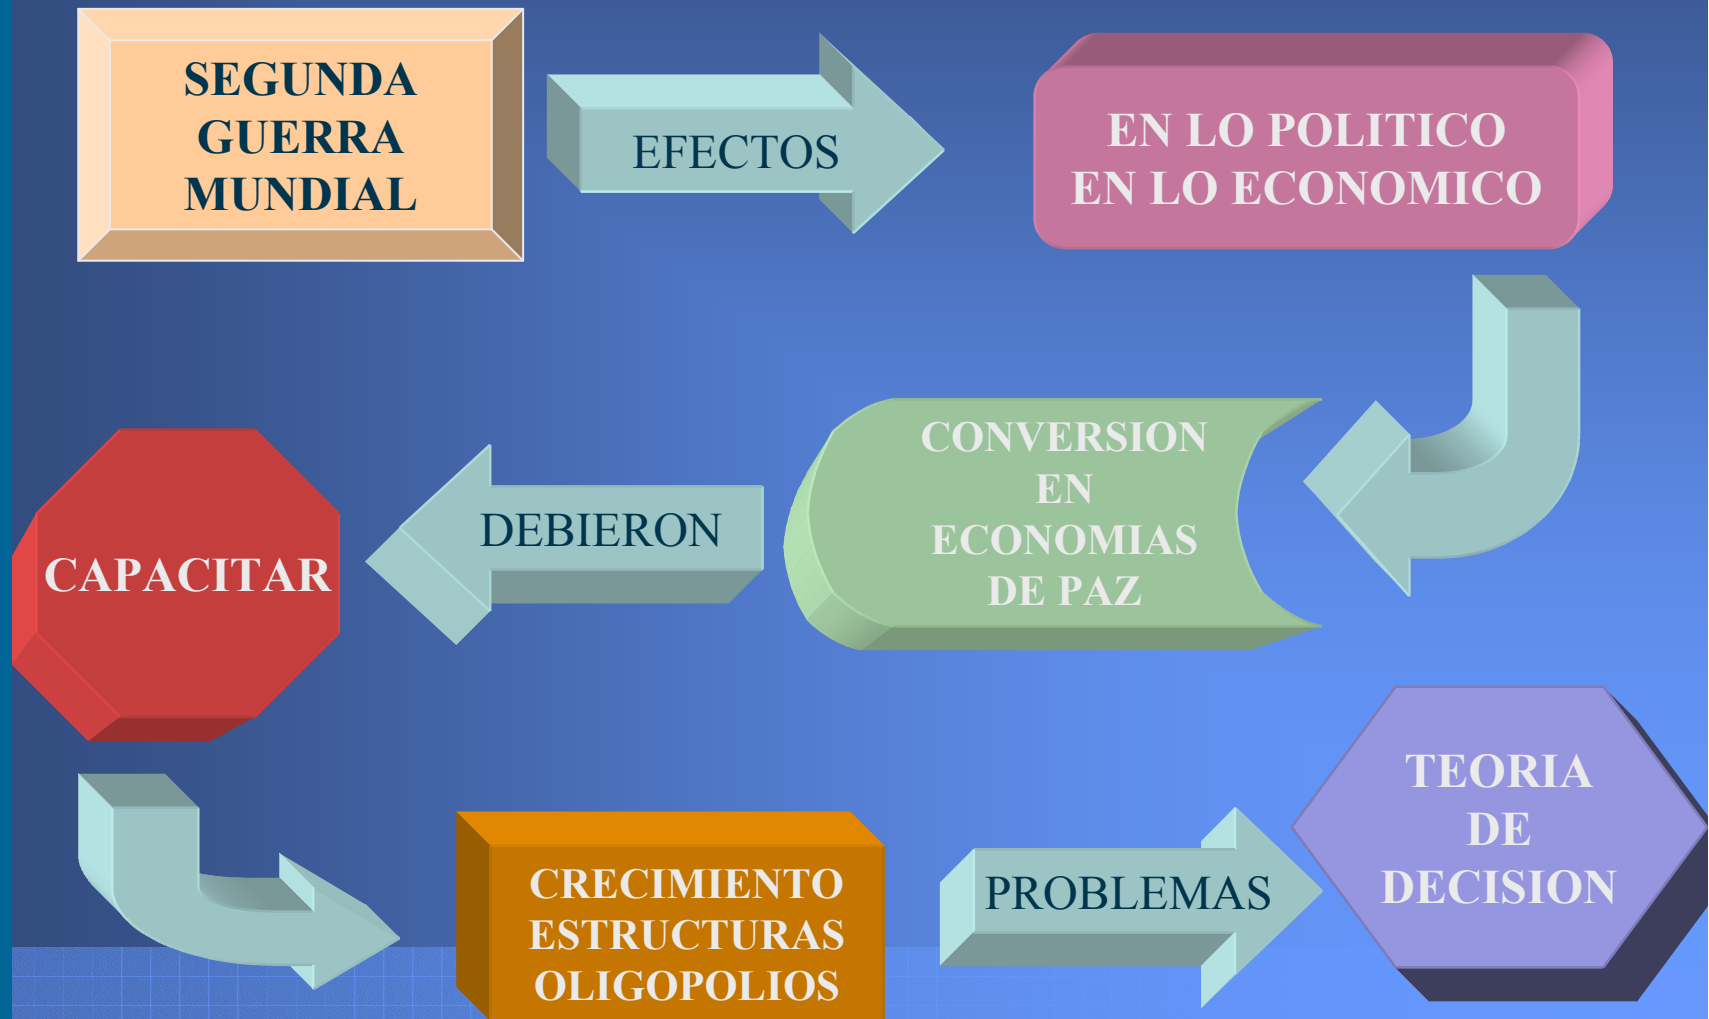 SEGUNDA
GUERRA
MUNDIAL
EFECTOS
EN LO POLITICO
EN LO ECONOMICO
CONVERSION
EN
ECONOMIAS
DE PAZ
DEBIERON
CAPACITAR
CRECIMIENTO
ESTRUCTURAS
OLIGOPOLIOS
PROBLEMAS
TEORIA
DE
DECISION